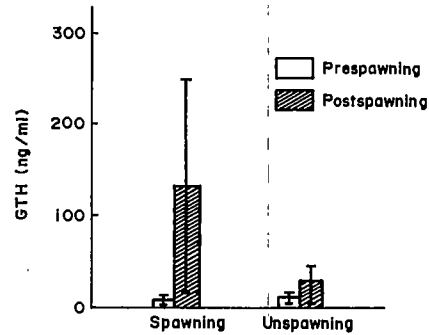 300
200
100
0
GTH (ng/ml)
Prespawning
Postspawning
Spawning Unspawning